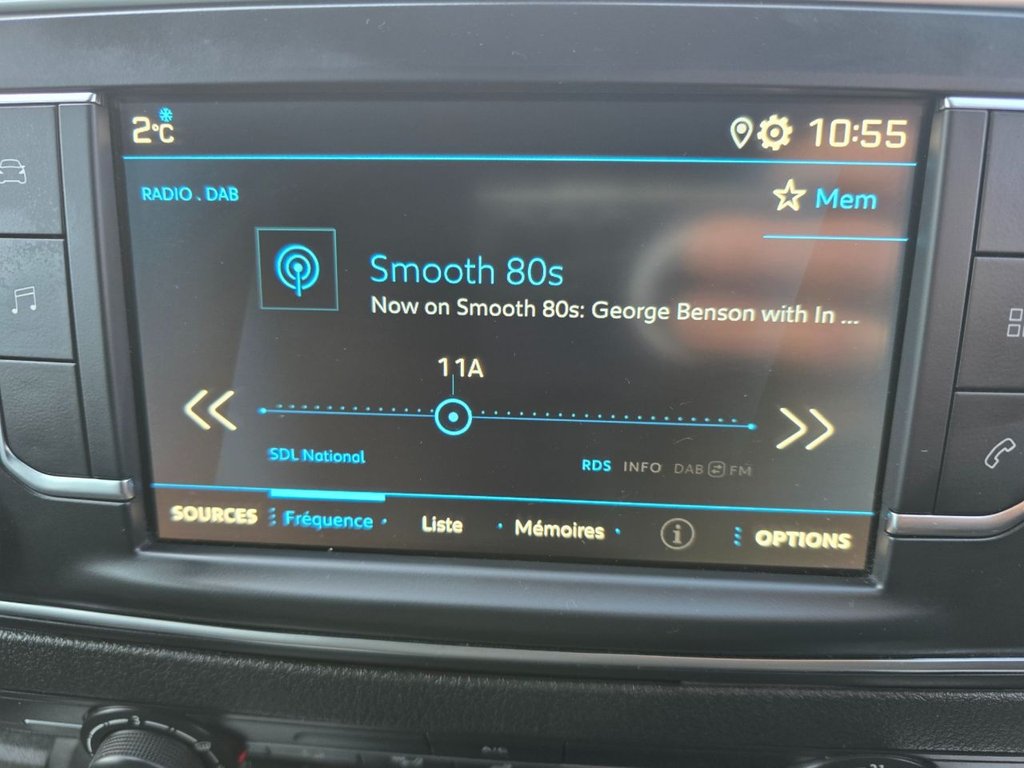 2°C 10:55
RADIO . DAB
Mem
Smooth 80s
Now on Smooth 80s: George Benson with In ...
11A
SDL National
RDS INFO DAB FM
SOURCES Fréquence Liste Mémoires i OPTIONS
3